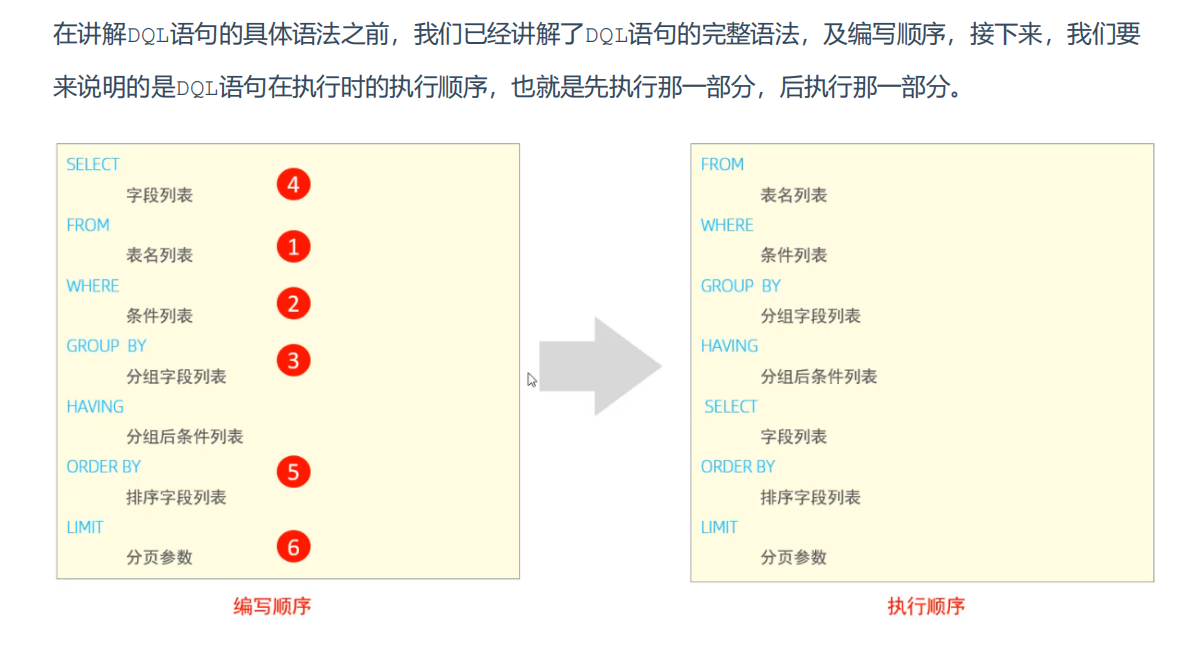 在讲解DQL语句的具体语法之前，我们已经讲解了DQL语句的完整语法，及编写顺序，接下来，我们要
来说明的是DQL语句在执行时的执行顺序，也就是先执行那一部分，后执行那一部分。
SELECT
字段列表
4
FROM
表名列表
1
WHERE
条件列表
2
GROUP BY
分组字段列表
3
HAVING
分组后条件列表
ORDER BY
排序字段列表
5
LIMIT
分页参数
6
编写顺序
FROM
表名列表
WHERE
条件列表
GROUP BY
分组字段列表
HAVING
分组后条件列表
SELECT
字段列表
ORDER BY
排序字段列表
LIMIT
分页参数
执行顺序